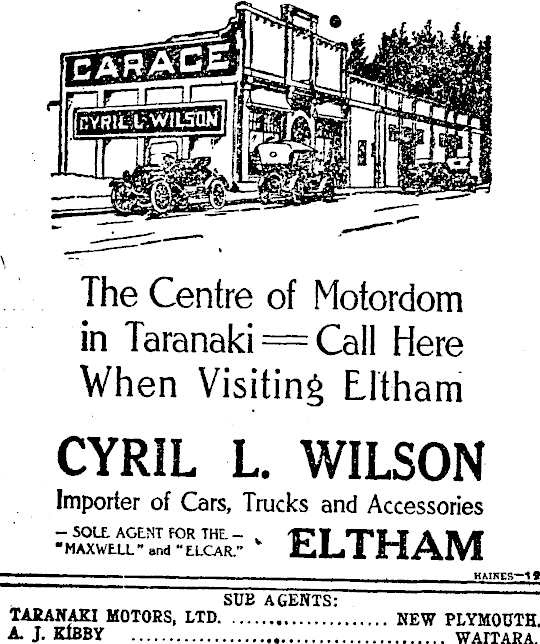 GARAGE
CYRIL L. WILSON
The Centre of Motordom
in Taranaki = Call Here
When Visiting Eltham
CYRIL L. WILSON
Importer of Cars, Trucks and Accessories
— SOLE AGENT FOR THE —
"MAXWELL" and "ELCAR."
ELTHAM
HAINES—12
SUB AGENTS:
TARANAKI MOTORS, LTD. .................... NEW PLYMOUTH.
A. J. KIBBY .................................... WAITARA.